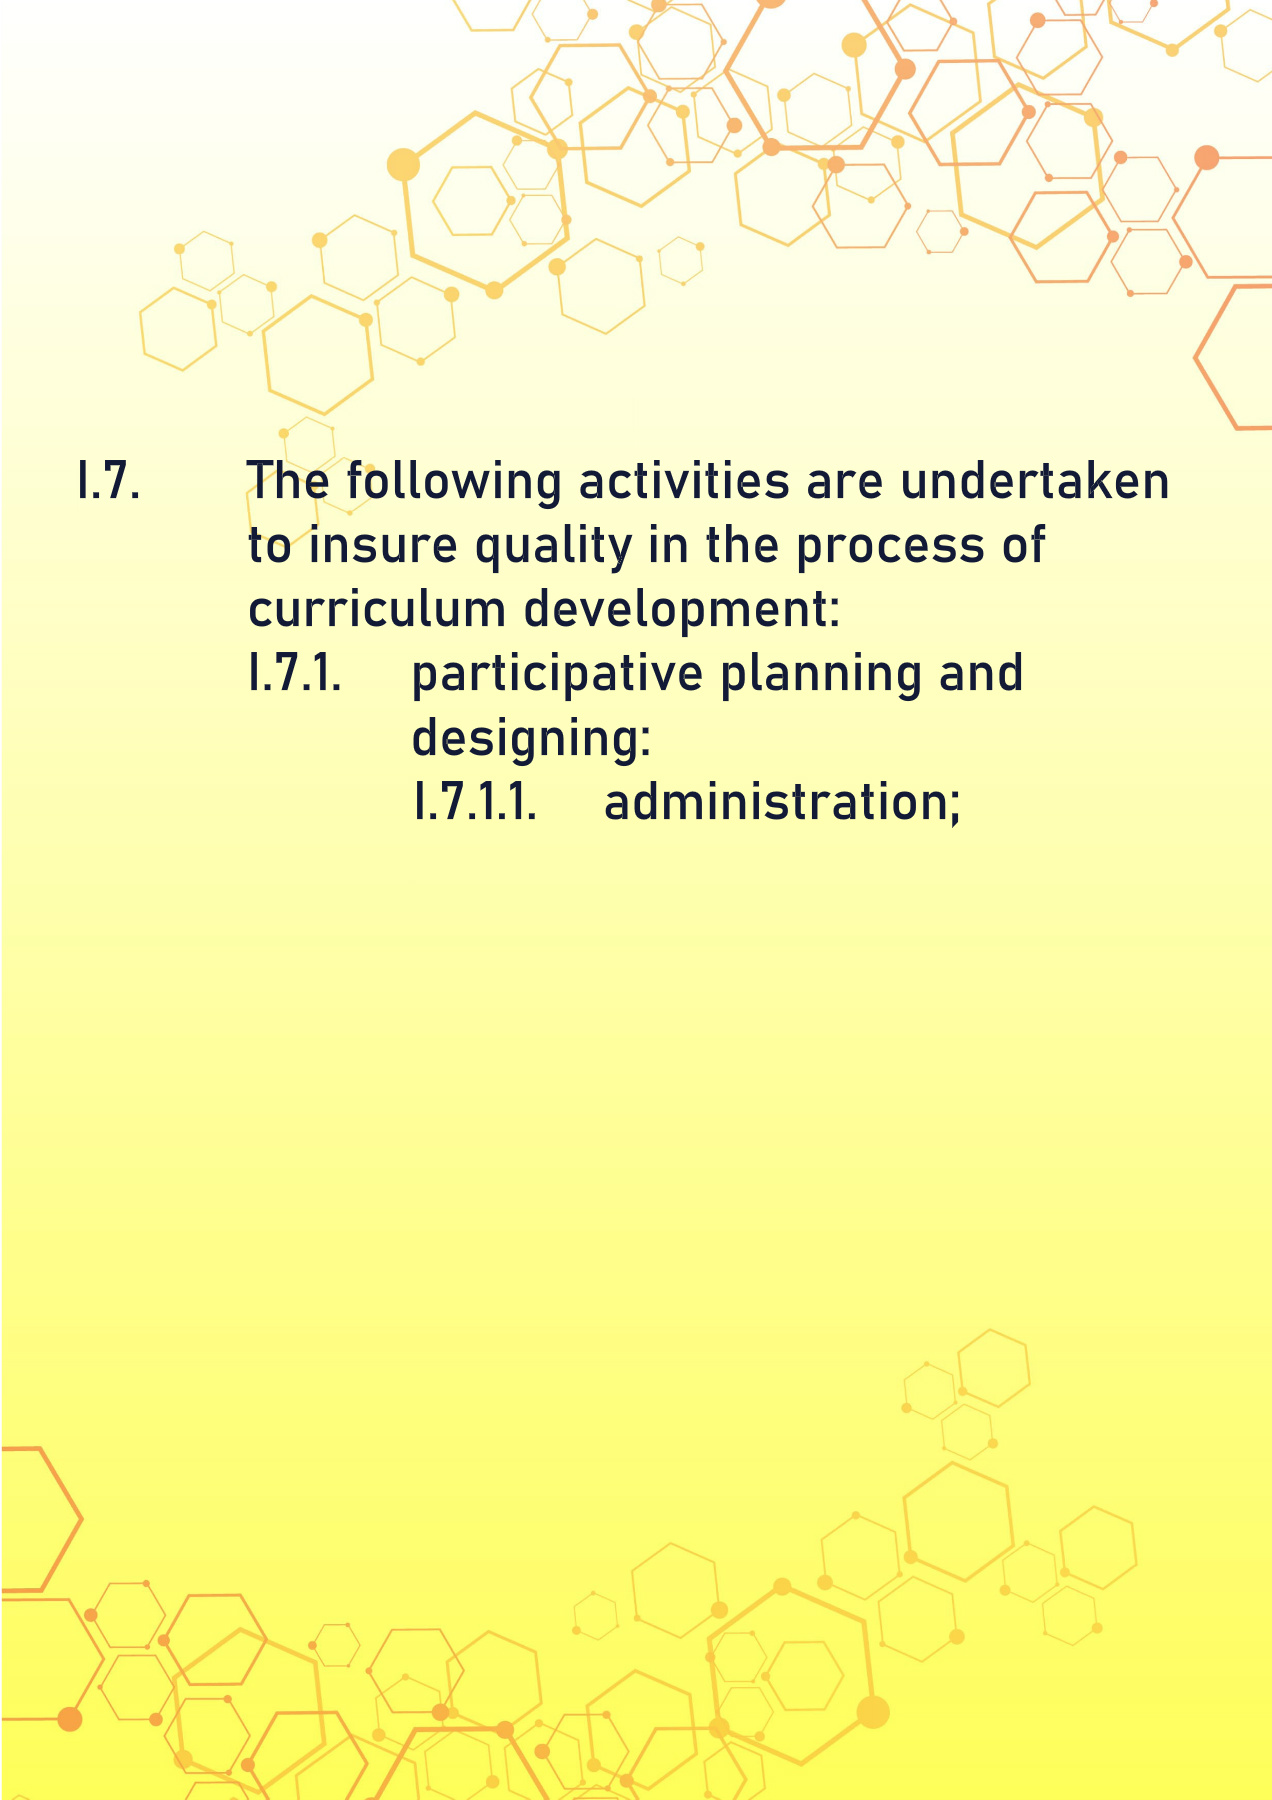 I.7. The following activities are undertaken
to insure quality in the process of
curriculum development:
I.7.1. participative planning and
designing:
I.7.1.1. administration;